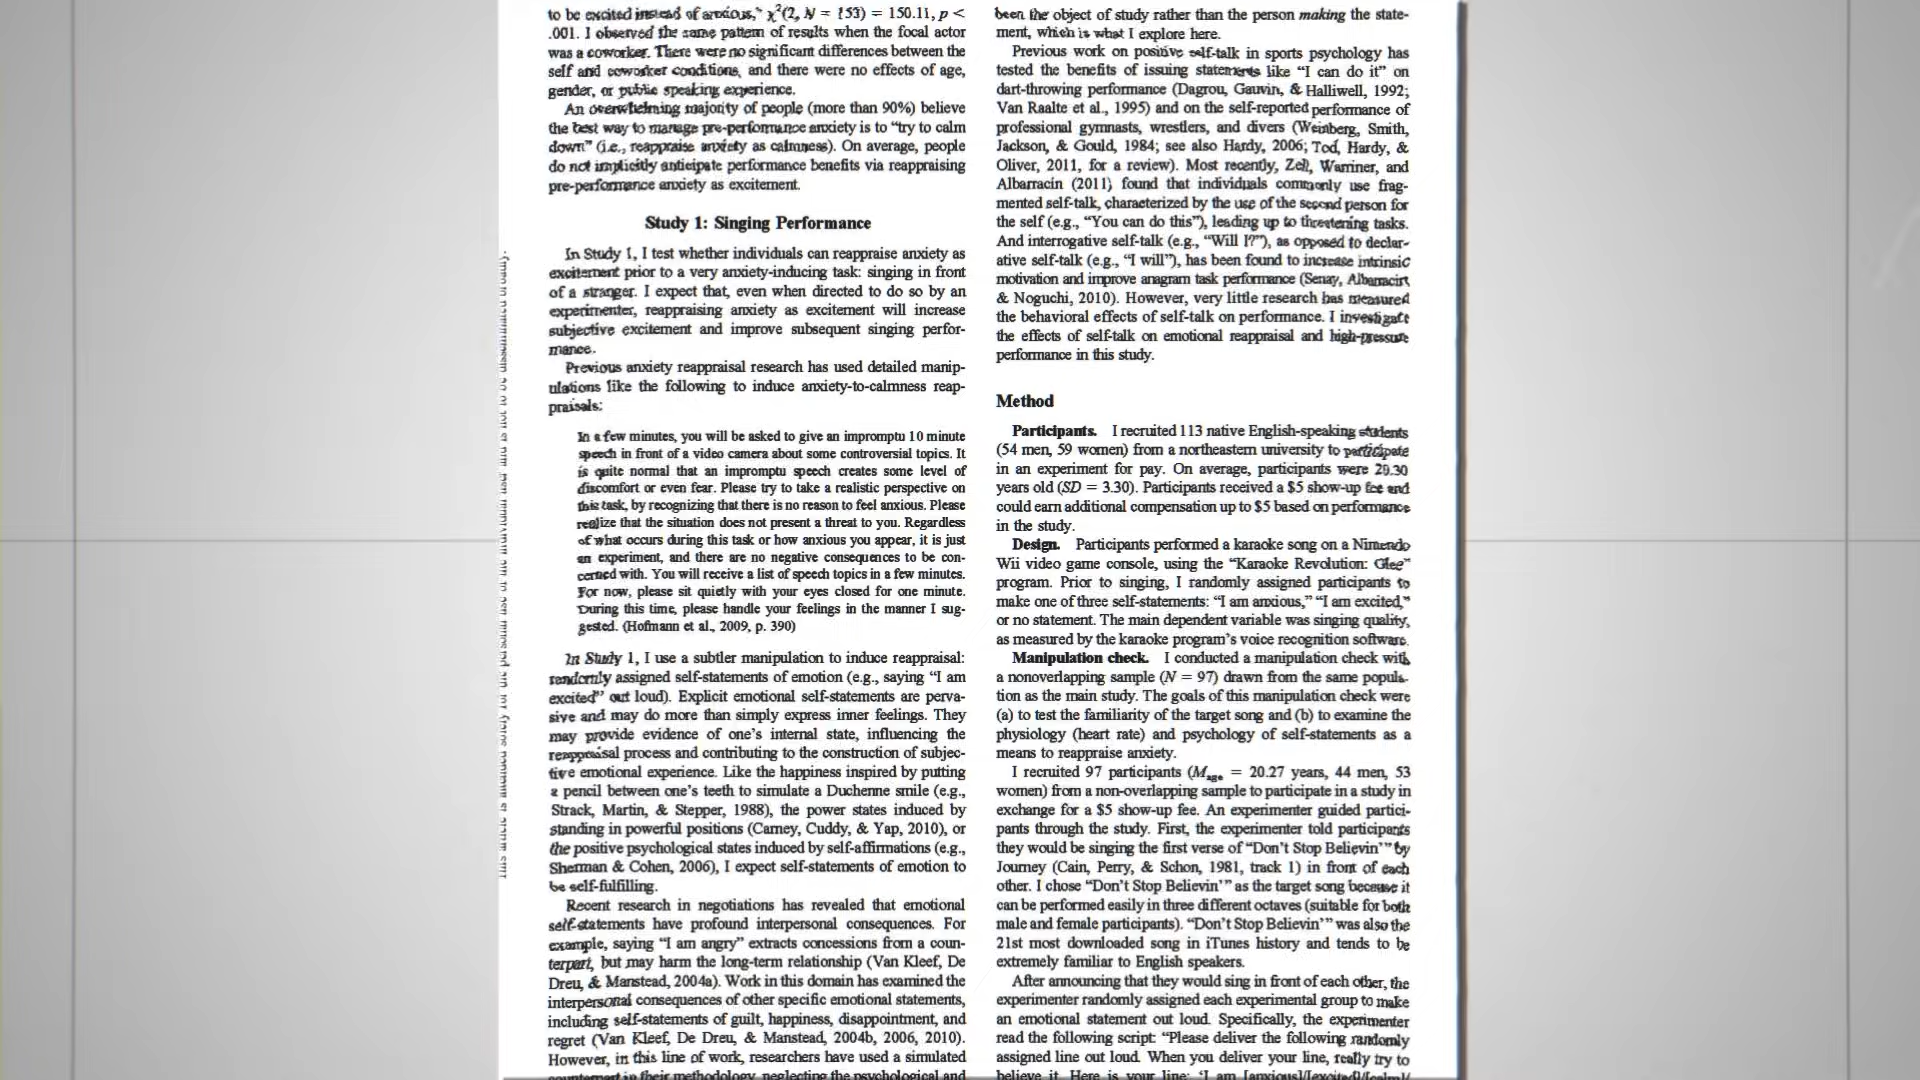 to be excited instead of anxious," χ²(2, N = 153) = 150.11, p <
.001. I observed the same pattern of results when the focal actor
was a coworker. There were no significant differences between the
self and coworker conditions, and there were no effects of age,
gender, or public speaking experience.
An overwhelming majority of people (more than 90%) believe
the best way to manage pre-performance anxiety is to “try to calm
down” (i.e., reappraise anxiety as calmness). On average, people
do not implicitly anticipate performance benefits via reappraising
pre-performance anxiety as excitement.
Study 1: Singing Performance
In Study 1, I test whether individuals can reappraise anxiety as
excitement prior to a very anxiety-inducing task: singing in front
of a stranger. I expect that, even when directed to do so by an
experimenter, reappraising anxiety as excitement will increase
subjective excitement and improve subsequent singing perfor-
mance.
Previous anxiety reappraisal research has used detailed manip-
ulations like the following to induce anxiety-to-calmness reap-
praisals:
In a few minutes, you will be asked to give an impromptu 10 minute
speech in front of a video camera about some controversial topics. It
is quite normal that an impromptu speech creates some level of
discomfort or even fear. Please try to take a realistic perspective on
this task, by recognizing that there is no reason to feel anxious. Please
realize that the situation does not present a threat to you. Regardless
of what occurs during this task or how anxious you appear, it is just
an experiment, and there are no negative consequences to be con-
cerned with. You will receive a list of speech topics in a few minutes.
For now, please sit quietly with your eyes closed for one minute.
During this time, please handle your feelings in the manner I sug-
gested. (Hofmann et al., 2009, p. 390)
In Study 1, I use a subtler manipulation to induce reappraisal:
randomly assigned self-statements of emotion (e.g., saying “I am
excited” out loud). Explicit emotional self-statements are perva-
sive and may do more than simply express inner feelings. They
may provide evidence of one’s internal state, influencing the
reappraisal process and contributing to the construction of subjec-
tive emotional experience. Like the happiness inspired by putting
a pencil between one’s teeth to simulate a Duchenne smile (e.g.,
Strack, Martin, & Stepper, 1988), the power states induced by
standing in powerful positions (Carney, Cuddy, & Yap, 2010), or
the positive psychological states induced by self-affirmations (e.g.,
Sherman & Cohen, 2006), I expect self-statements of emotion to
be self-fulfilling.
Recent research in negotiations has revealed that emotional
self-statements have profound interpersonal consequences. For
example, saying “I am angry” extracts concessions from a coun-
terpart, but may harm the long-term relationship (Van Kleef, De
Dreu, & Manstead, 2004a). Work in this domain has examined the
interpersonal consequences of other specific emotional statements,
including self-statements of guilt, happiness, disappointment, and
regret (Van Kleef, De Dreu, & Manstead, 2004b, 2006, 2010).
However, in this line of work, researchers have used a simulated
counterpart in their methodology, neglecting the psychological and
been the object of study rather than the person making the state-
ment, which is what I explore here.
Previous work on positive self-talk in sports psychology has
tested the benefits of issuing statements like “I can do it” on
dart-throwing performance (Dagrou, Gauvin, & Halliwell, 1992;
Van Raalte et al., 1995) and on the self-reported performance of
professional gymnasts, wrestlers, and divers (Weinberg, Smith,
Jackson, & Gould, 1984; see also Hardy, 2006; Tod, Hardy, &
Oliver, 2011, for a review). Most recently, Zell, Warriner, and
Albarracín (2011) found that individuals commonly use frag-
mented self-talk, characterized by the use of the second person for
the self (e.g., “You can do this”), leading up to threatening tasks.
And interrogative self-talk (e.g., “Will I?”), as opposed to declar-
ative self-talk (e.g., “I will”), has been found to increase intrinsic
motivation and improve anagram task performance (Senay, Albarracín,
& Noguchi, 2010). However, very little research has measured
the behavioral effects of self-talk on performance. I investigate
the effects of self-talk on emotional reappraisal and high-pressure
performance in this study.
Method
Participants. I recruited 113 native English-speaking students
(54 men, 59 women) from a northeastern university to participate
in an experiment for pay. On average, participants were 20.30
years old (SD = 3.30). Participants received a $5 show-up fee and
could earn additional compensation up to $5 based on performance
in the study.
Design. Participants performed a karaoke song on a Nintendo
Wii video game console, using the “Karaoke Revolution: Glee”
program. Prior to singing, I randomly assigned participants to
make one of three self-statements: “I am anxious,” “I am excited,”
or no statement. The main dependent variable was singing quality,
as measured by the karaoke program’s voice recognition software.
Manipulation check. I conducted a manipulation check with
a nonoverlapping sample (N = 97) drawn from the same popula-
tion as the main study. The goals of this manipulation check were
(a) to test the familiarity of the target song and (b) to examine the
physiology (heart rate) and psychology of self-statements as a
means to reappraise anxiety.
I recruited 97 participants (Mage = 20.27 years, 44 men, 53
women) from a non-overlapping sample to participate in a study in
exchange for a $5 show-up fee. An experimenter guided partici-
pants through the study. First, the experimenter told participants
they would be singing the first verse of “Don’t Stop Believin’” by
Journey (Cain, Perry, & Schon, 1981, track 1) in front of each
other. I chose “Don’t Stop Believin’” as the target song because it
can be performed easily in three different octaves (suitable for both
male and female participants). “Don’t Stop Believin’” was also the
21st most downloaded song in iTunes history and tends to be
extremely familiar to English speakers.
After announcing that they would sing in front of each other, the
experimenter randomly assigned each experimental group to make
an emotional statement out loud. Specifically, the experimenter
read the following script: “Please deliver the following randomly
assigned line out loud. When you deliver your line, really try to
believe it. Here is your line: ‘I am [anxious]/[excited]/[calm]/